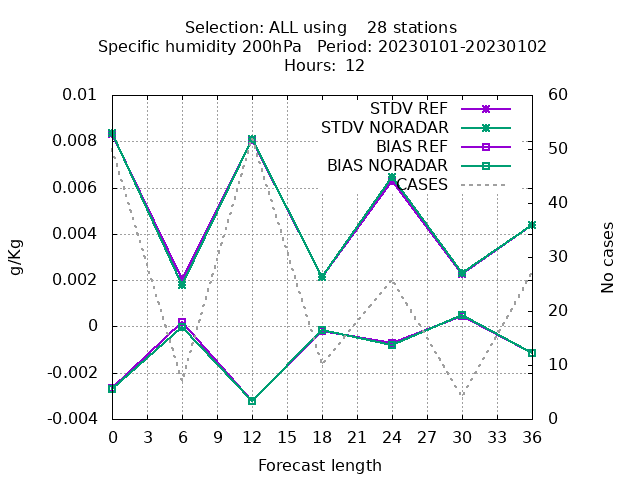 Selection: ALL using    28 stations
Specific humidity 200hPa   Period: 20230101-20230102
Hours: 12
STDV REF
STDV NORADAR
BIAS REF
BIAS NORADAR
CASES
0.01
0.008
0.006
0.004
0.002
0
-0.002
-0.004
g/Kg
60
50
40
30
20
10
0
No cases
0 3 6 9 12 15 18 21 24 27 30 33 36
Forecast length